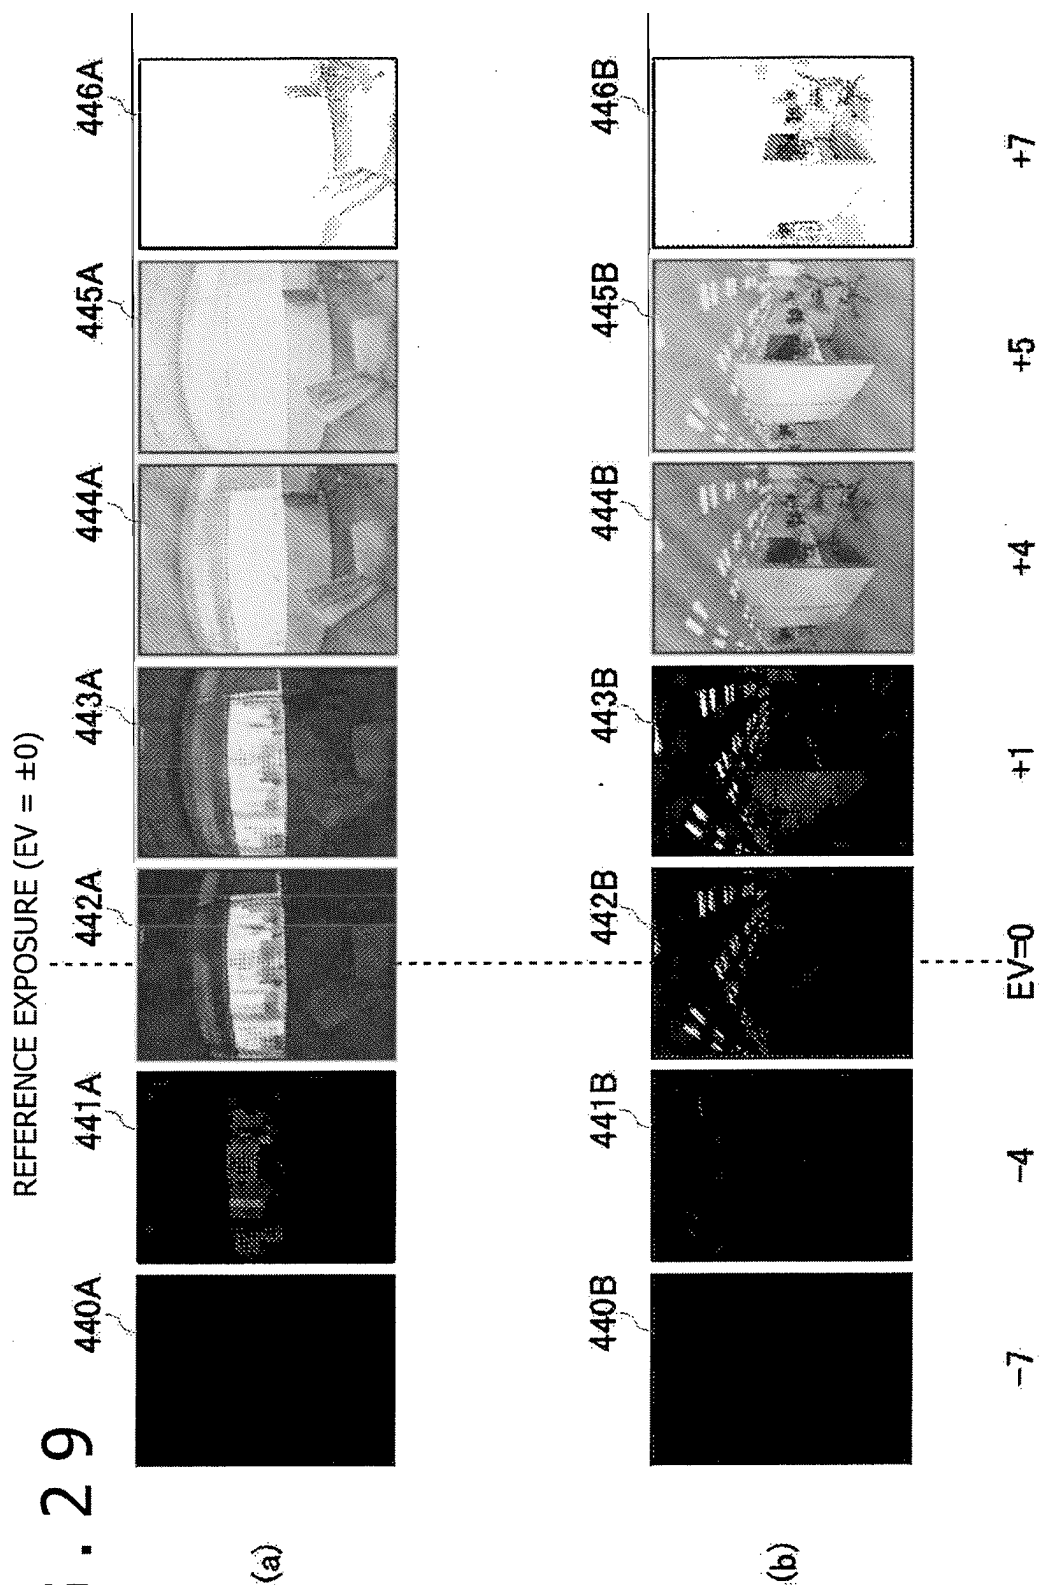 . 29
REFERENCE EXPOSURE (EV = ±0)
(a)
440A 441A 442A 443A 444A 445A 446A
(b)
440B 441B 442B 443B 444B 445B 446B
−7 −4 EV=0 +1 +4 +5 +7